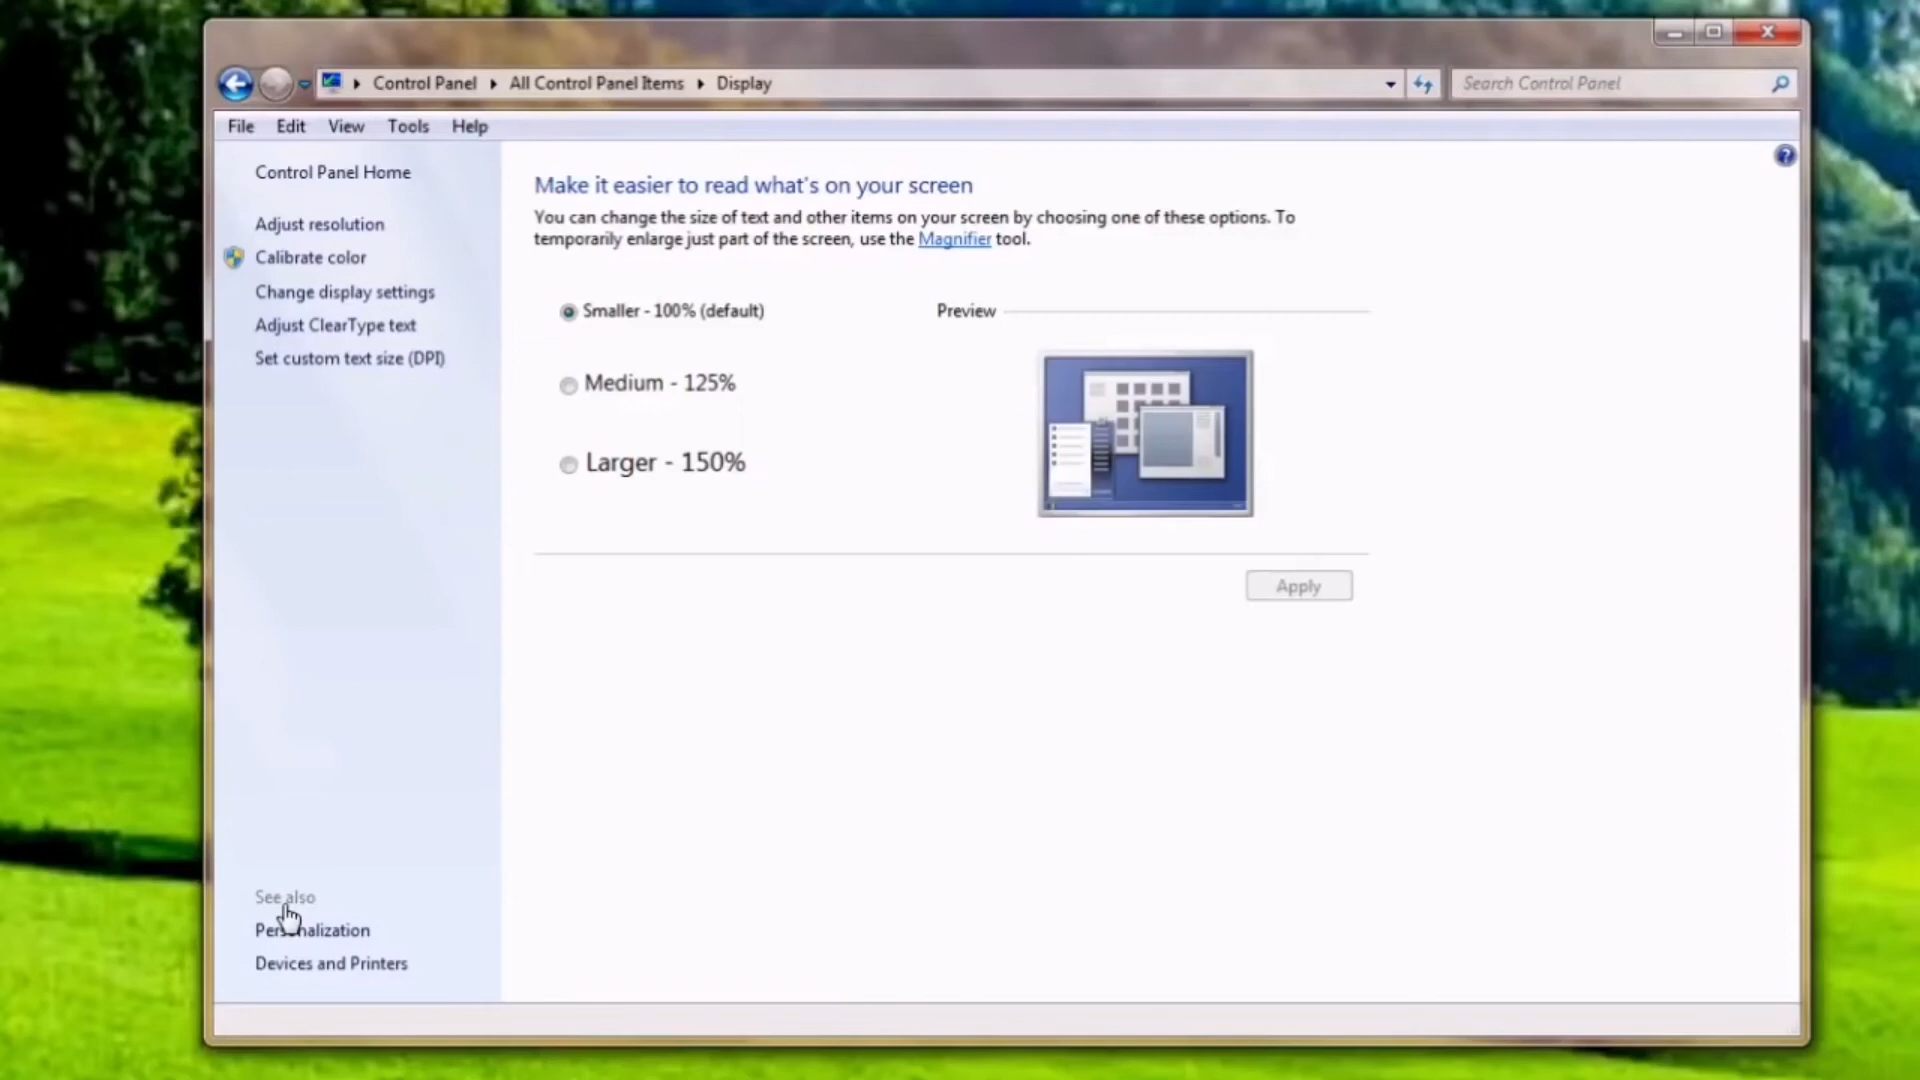 Control Panel All Control Panel Items Display
Search Control Panel
File Edit View Tools Help
Control Panel Home
Adjust resolution
Calibrate color
Change display settings
Adjust ClearType text
Set custom text size (DPI)
See also
Personalization
Devices and Printers
Make it easier to read what's on your screen
You can change the size of text and other items on your screen by choosing one of these options. To
temporarily enlarge just part of the screen, use the Magnifier tool.
Smaller - 100% (default)
Medium - 125%
Larger - 150%
Preview
Apply